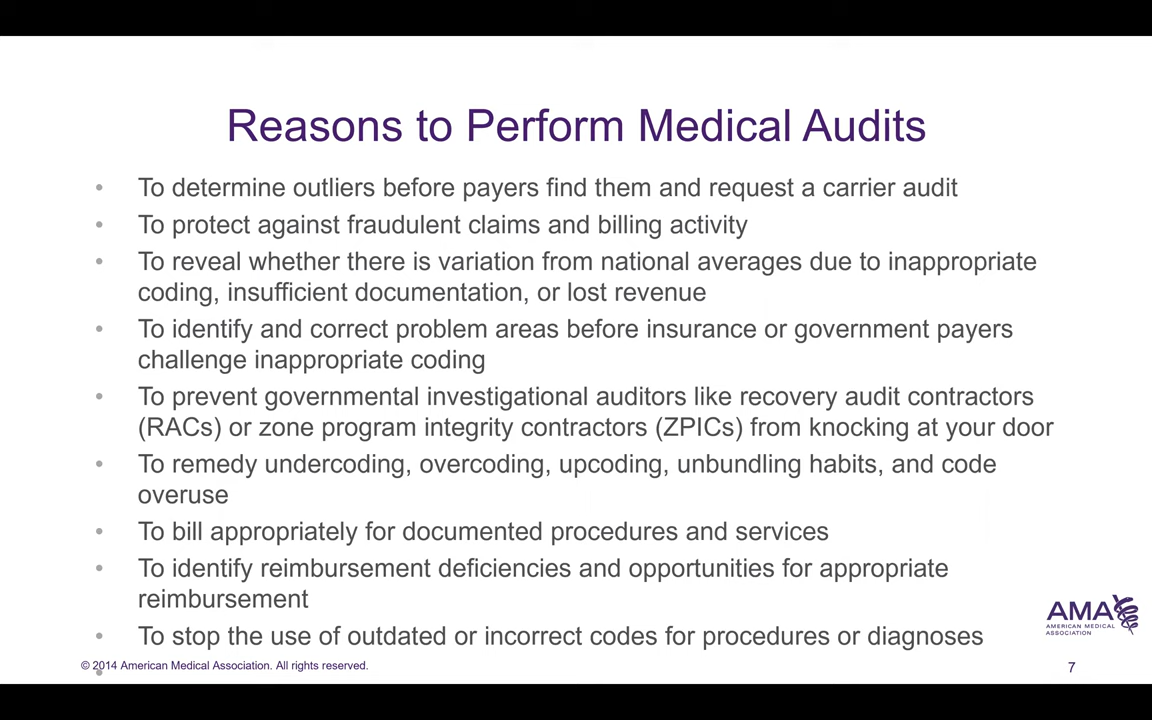 Reasons to Perform Medical Audits
• To determine outliers before payers find them and request a carrier audit
• To protect against fraudulent claims and billing activity
• To reveal whether there is variation from national averages due to inappropriate
coding, insufficient documentation, or lost revenue
• To identify and correct problem areas before insurance or government payers
challenge inappropriate coding
• To prevent governmental investigational auditors like recovery audit contractors
(RACs) or zone program integrity contractors (ZPICs) from knocking at your door
• To remedy undercoding, overcoding, upcoding, unbundling habits, and code
overuse
• To bill appropriately for documented procedures and services
• To identify reimbursement deficiencies and opportunities for appropriate
reimbursement
• To stop the use of outdated or incorrect codes for procedures or diagnoses
•
AMA
AMERICAN MEDICAL
ASSOCIATION
© 2014 American Medical Association. All rights reserved.
7